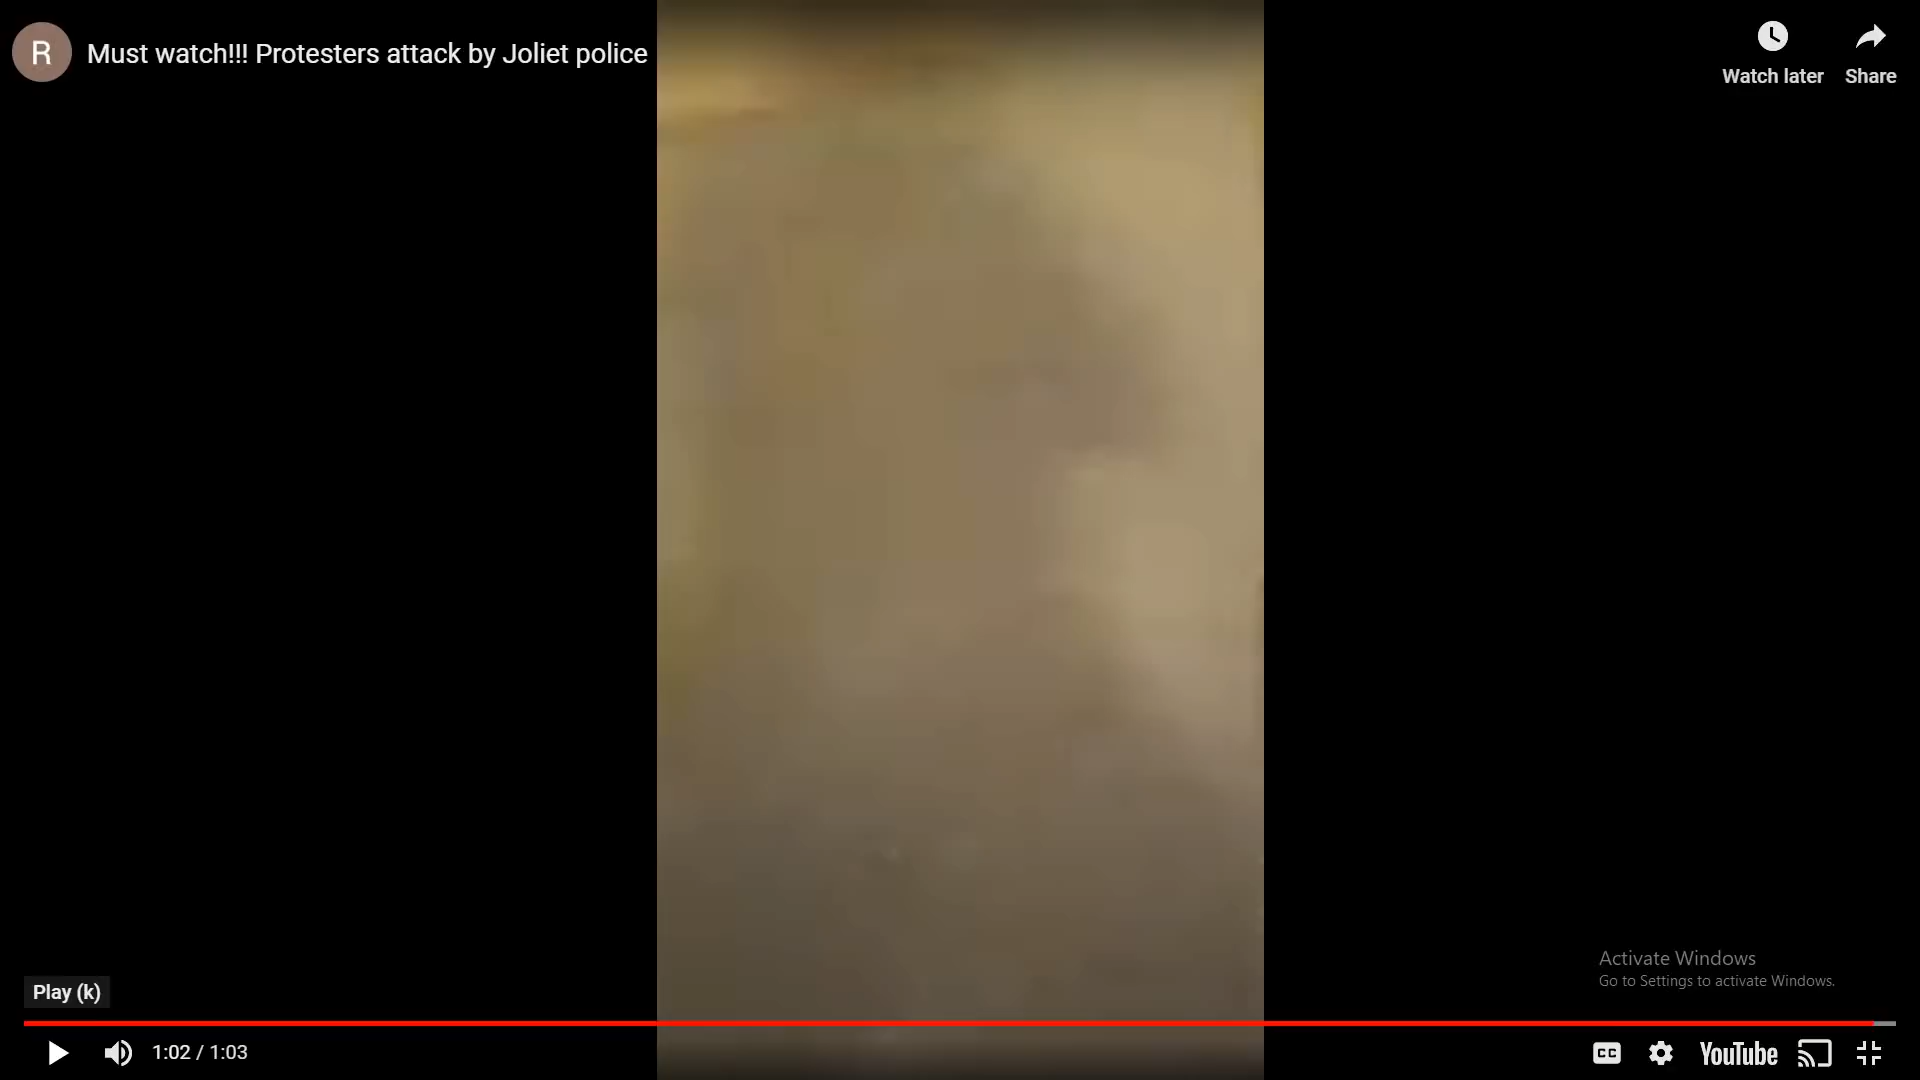 R
Must watch!!! Protesters attack by Joliet police
Watch later
Share
Activate Windows
Go to Settings to activate Windows.
Play (k)
1:02 / 1:03
CC
YouTube